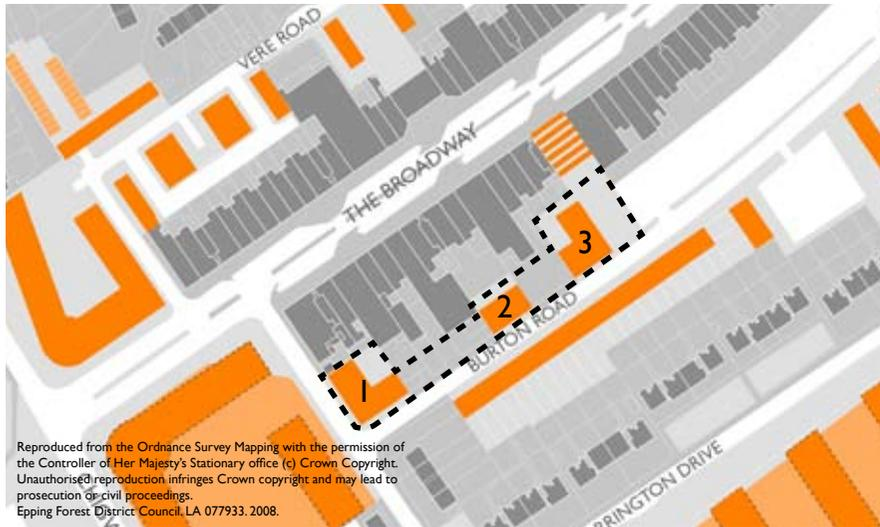 VERE ROAD
THE BROADWAY
3
2
BURTON ROAD
1
Reproduced from the Ordnance Survey Mapping with the permission of
the Controller of Her Majesty's Stationary office (c) Crown Copyright.
Unauthorised reproduction infringes Crown copyright and may lead to
prosecution or civil proceedings.
Epping Forest District Council. LA 077933. 2008.
RRINGTON DRIVE